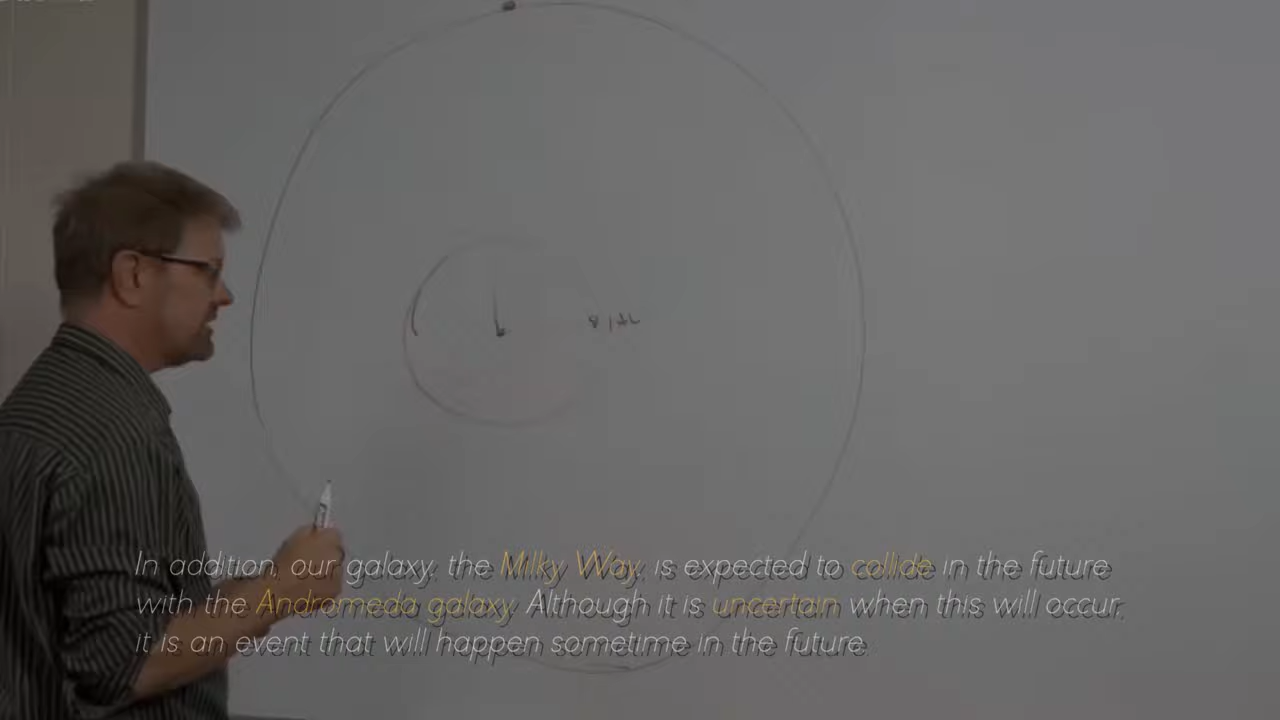 In addition, our galaxy, the Milky Way, is expected to collide in the future
with the Andromeda galaxy. Although it is uncertain when this will occur,
it is an event that will happen sometime in the future.